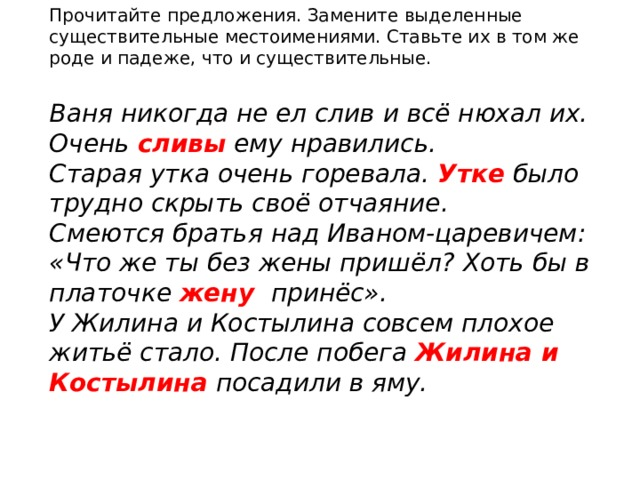 Прочитайте предложения. Замените выделенные
существительные местоимениями. Ставьте их в том же
роде и падеже, что и существительные.
Ваня никогда не ел слив и всё нюхал их.
Очень сливы ему нравились.
Старая утка очень горевала. Утке было
трудно скрыть своё отчаяние.
Смеются братья над Иваном-царевичем:
«Что же ты без жены пришёл? Хоть бы в
платочке жену принёс».
У Жилина и Костылина совсем плохое
житьё стало. После побега Жилина и
Костылина посадили в яму.